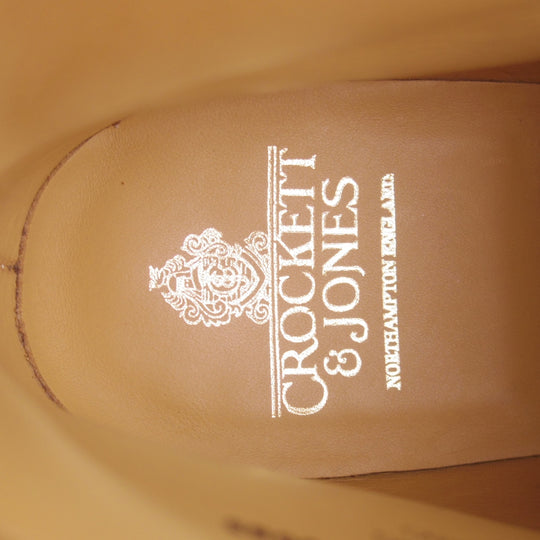 CROCKETT
& JONES
NORTHAMPTON ENGLAND.